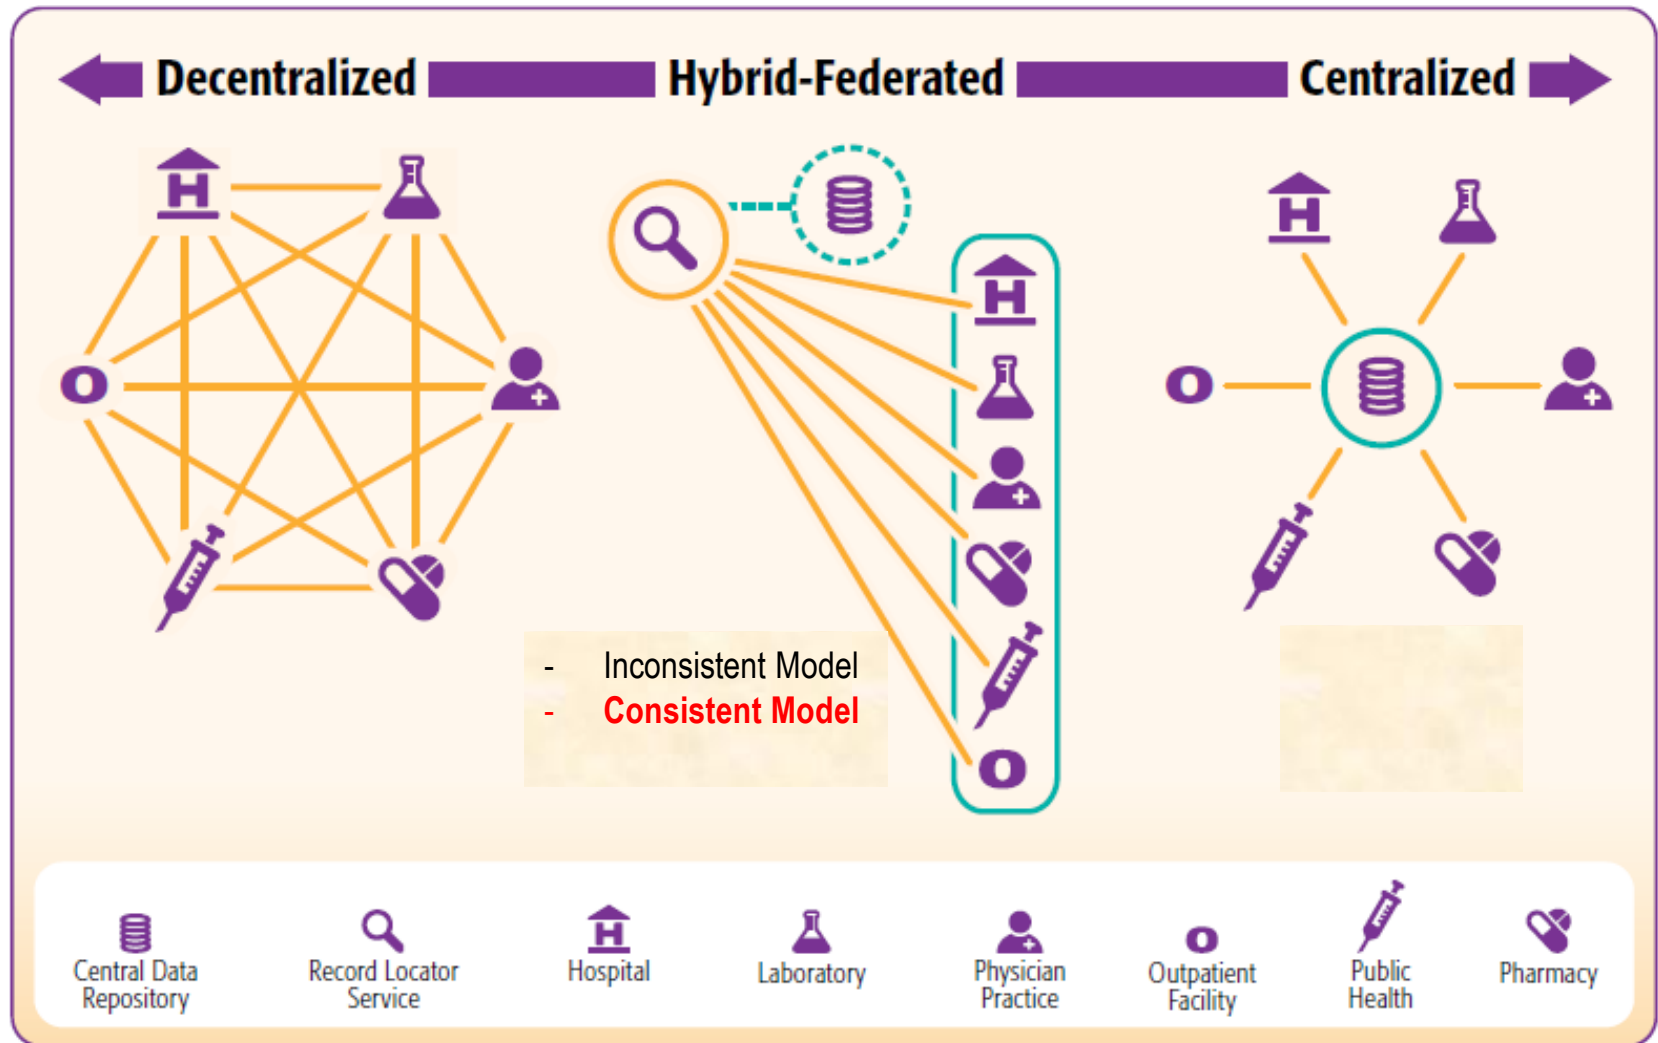 Decentralized
Hybrid-Federated
Centralized
H
H
H
O
O
O
- Inconsistent Model
- Consistent Model
Central Data
Repository
Record Locator
Service
H
Hospital
Laboratory
Physician
Practice
O
Outpatient
Facility
Public
Health
Pharmacy